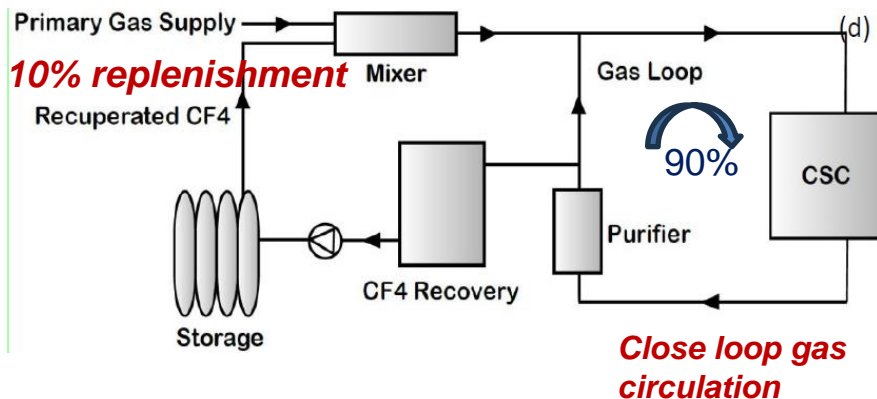 Primary Gas Supply
(d)
10% replenishment
Mixer
Gas Loop
Recuperated CF4
90%
CSC
Purifier
CF4 Recovery
Storage
Close loop gas
circulation